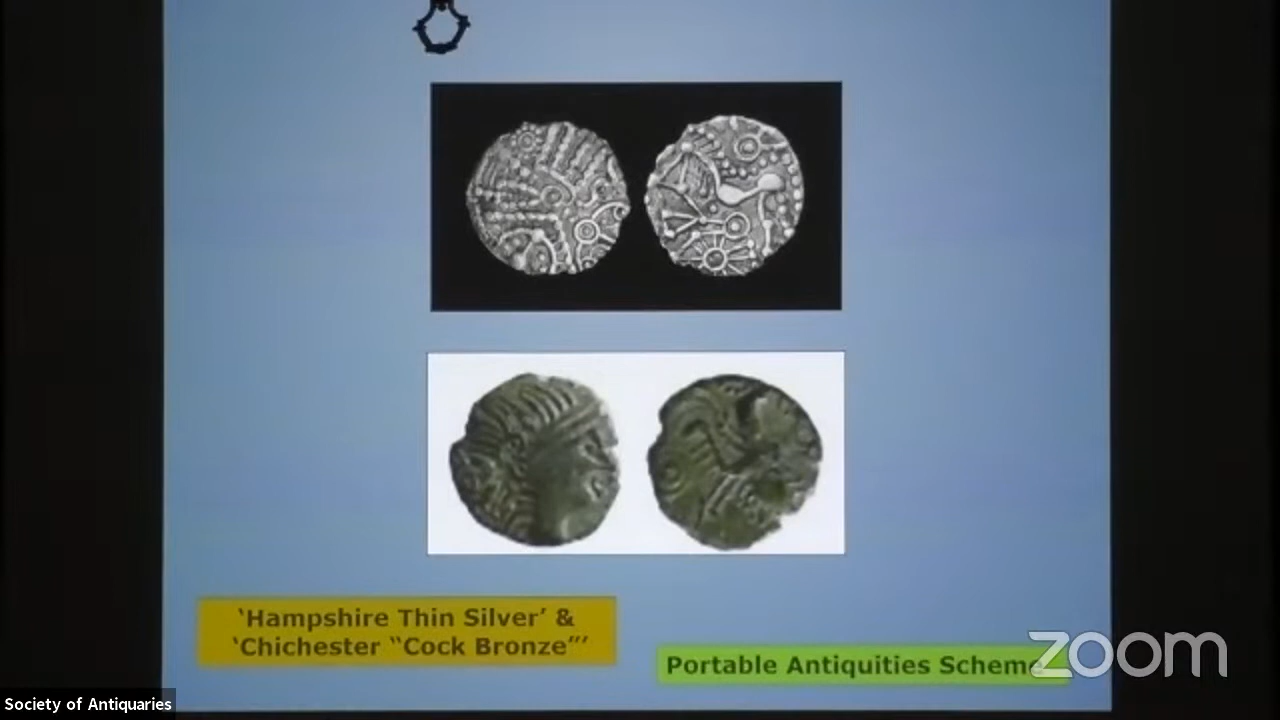 ‘Hampshire Thin Silver’ &
‘Chichester “Cock Bronze”’
Portable Antiquities Scheme
zoom
Society of Antiquaries